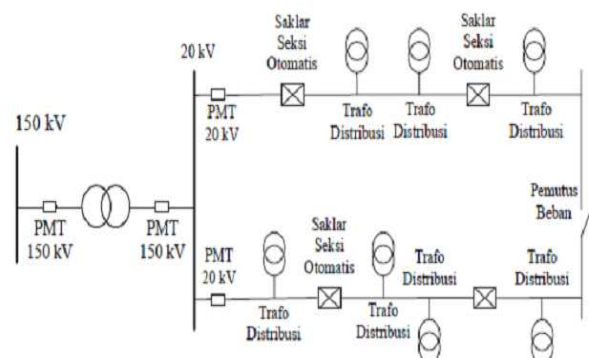 Saklar
Seksi
Otomatis
Saklar
Seksi
Otomatis
20 kV
PMT
20 kV
Trafo
Distribusi
Trafo
Distribusi
Trafo
Distribusi
150 kV
PMT
150 kV
PMT
150 kV
Pemutus
Beban
PMT
20 kV
Saklar
Seksi
Otomatis
Trafo
Distribusi
Trafo
Distribusi
Trafo
Distribusi
Trafo
Distribusi